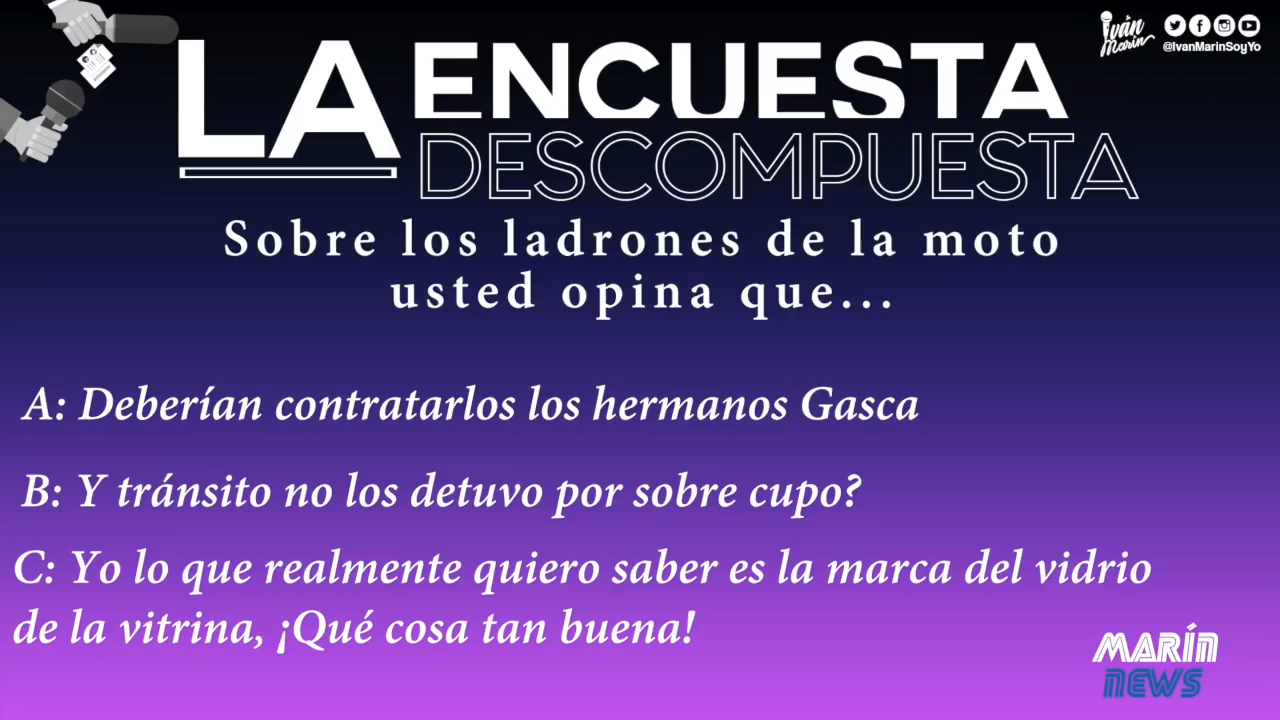 Iván
Marín
@IvanMarinSoyYo
LA ENCUESTA
DESCOMPUESTA
Sobre los ladrones de la moto
usted opina que...
A: Deberían contratarlos los hermanos Gasca
B: Y tránsito no los detuvo por sobre cupo?
C: Yo lo que realmente quiero saber es la marca del vidrio
de la vitrina, ¡Qué cosa tan buena!
MARÍN
NEWS